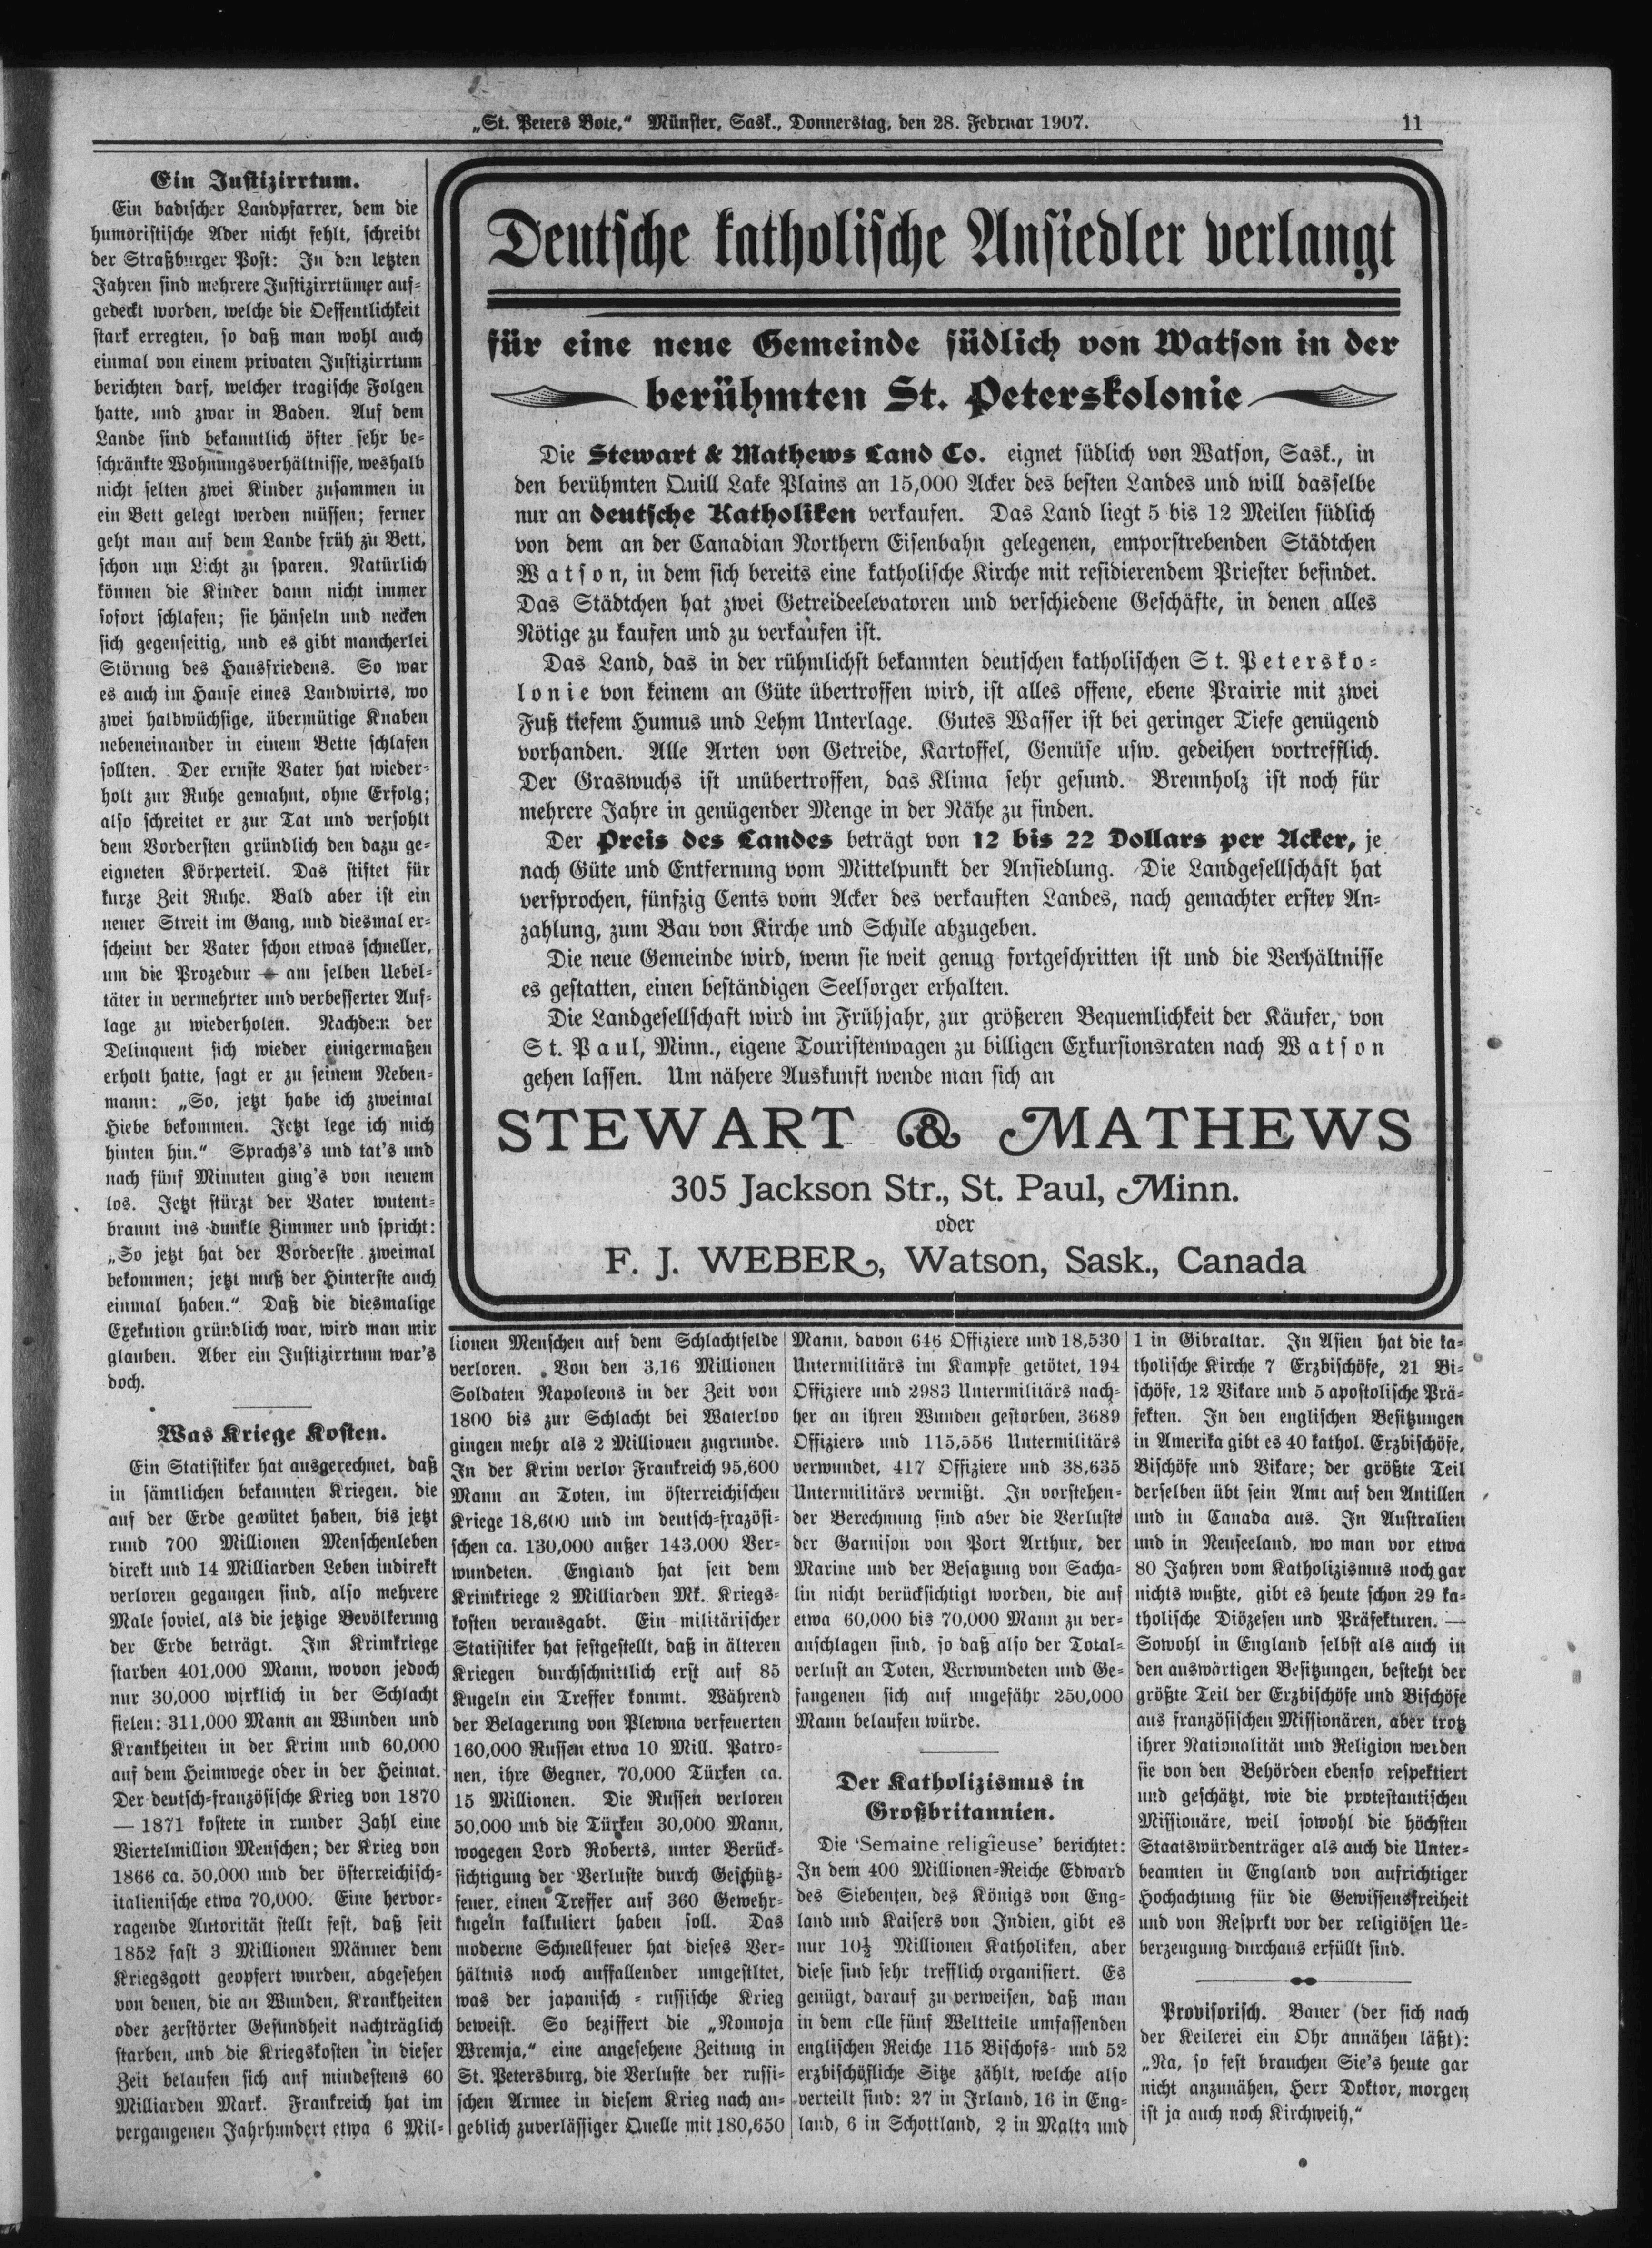 „St. Peters Bote,“ Münster, Sask., Donnerstag, den 28. Februar 1907.
11
Ein Justizirrtum.
Ein badischer Landpfarrer, dem die
humoristische Ader nicht fehlt, schreibt
der Straßburger Post: In den letzten
Jahren sind mehrere Justizirrtümer auf-
gedeckt worden, welche die Oeffentlichkeit
stark erregten, so daß man wohl auch
einmal von einem privaten Justizirrtum
berichten darf, welcher tragische Folgen
hatte, und zwar in Baden. Auf dem
Lande sind bekanntlich öfter sehr be-
schränkte Wohnungsverhältnisse, weshalb
nicht selten zwei Kinder zusammen in
ein Bett gelegt werden müssen; ferner
geht man auf dem Lande früh zu Bett,
schon um Licht zu sparen. Natürlich
können die Kinder dann nicht immer
sofort schlafen; sie hänseln und necken
sich gegenseitig, und es gibt mancherlei
Störung des Hausfriedens. So war
es auch im Hause eines Landwirts, wo
zwei halbwüchsige, übermütige Knaben
nebeneinander in einem Bette schlafen
sollten. Der ernste Vater hat wieder-
holt zur Ruhe gemahnt, ohne Erfolg;
also schreitet er zur Tat und versohlt
dem Vordersten gründlich den dazu ge-
eigneten Körperteil. Das stiftet für
kurze Zeit Ruhe. Bald aber ist ein
neuer Streit im Gang, und diesmal er-
scheint der Vater schon etwas schneller,
um die Prozedur — am selben Uebel-
täter in vermehrter und verbesserter Auf-
lage zu wiederholen. Nachdem der
Delinquent sich wieder einigermaßen
erholt hatte, sagt er zu seinem Neben-
mann: „So, jetzt habe ich zweimal
Hiebe bekommen. Jetzt lege ich mich
hinten hin.“ Sprachs's und tat's und
nach fünf Minuten ging's von neuem
los. Jetzt stürzt der Vater wutent-
brannt ins dunkle Zimmer und spricht:
„So jetzt hat der Vorderste zweimal
bekommen; jetzt muß der Hinterste auch
einmal haben.“ Daß die diesmalige
Exekution gründlich war, wird man mir
glauben. Aber ein Justizirrtum war's
doch.
Was Kriege Kosten.
Ein Statistiker hat ausgerechnet, daß
in sämtlichen bekannten Kriegen, die
auf der Erde gewütet haben, bis jetzt
rund 700 Millionen Menschenleben
direkt und 14 Milliarden Leben indirekt
verloren gegangen sind, also mehrere
Male soviel, als die jetzige Bevölkerung
der Erde beträgt. Im Krimkriege
starben 401,000 Mann, wovon jedoch
nur 30,000 wirklich in der Schlacht
fielen: 311,000 Mann an Wunden und
Krankheiten in der Krim und 60,000
auf dem Heimwege oder in der Heimat.
Der deutsch-französische Krieg von 1870
— 1871 kostete in runder Zahl eine
Viertelmillion Menschen; der Krieg von
1866 ca. 50,000 und der österreichisch-
italienische etwa 70,000. Eine hervor-
ragende Autorität stellt fest, daß seit
1852 fast 3 Millionen Männer dem
Kriegsgott geopfert wurden, abgesehen
von denen, die an Wunden, Krankheiten
oder zerstörter Gesundheit nachträglich
starben, und die Kriegskosten in dieser
Zeit belaufen sich auf mindestens 60
Milliarden Mark. Frankreich hat im
vergangenen Jahrhundert etwa 6 Mil-
Deutsche katholische Ansiedler verlangt
für eine neue Gemeinde südlich von Watson in der
berühmten St. Peterskolonie
Die Stewart & Mathews Land Co. eignet südlich von Watson, Sask., in
den berühmten Quill Lake Plains an 15,000 Acker des besten Landes und will dasselbe
nur an deutsche Katholiken verkaufen. Das Land liegt 5 bis 12 Meilen südlich
von dem an der Canadian Northern Eisenbahn gelegenen, emporstrebenden Städtchen
Watson, in dem sich bereits eine katholische Kirche mit residierendem Priester befindet.
Das Städtchen hat zwei Getreideelevatoren und verschiedene Geschäfte, in denen alles
Nötige zu kaufen und zu verkaufen ist.
Das Land, das in der rühmlichst bekannten deutschen katholischen St. Petersko-
lonie von keinem an Güte übertroffen wird, ist alles offene, ebene Prairie mit zwei
Fuß tiefem Humus und Lehm Unterlage. Gutes Wasser ist bei geringer Tiefe genügend
vorhanden. Alle Arten von Getreide, Kartoffel, Gemüse usw. gedeihen vortrefflich.
Der Graswuchs ist unübertroffen, das Klima sehr gesund. Brennholz ist noch für
mehrere Jahre in genügender Menge in der Nähe zu finden.
Der Preis des Landes beträgt von 12 bis 22 Dollars per Acker, je
nach Güte und Entfernung vom Mittelpunkt der Ansiedlung. Die Landgesellschaft hat
versprochen, fünfzig Cents vom Acker des verkauften Landes, nach gemachter erster An-
zahlung, zum Bau von Kirche und Schule abzugeben.
Die neue Gemeinde wird, wenn sie weit genug fortgeschritten ist und die Verhältnisse
es gestatten, einen beständigen Seelsorger erhalten.
Die Landgesellschaft wird im Frühjahr, zur größeren Bequemlichkeit der Käufer, von
St. Paul, Minn., eigene Touristenwagen zu billigen Exkursionsraten nach Watson
gehen lassen. Um nähere Auskunft wende man sich an
STEWART & MATHEWS
305 Jackson Str., St. Paul, Minn.
oder
F. J. WEBER, Watson, Sask., Canada
lionen Menschen auf dem Schlachtfelde
verloren. Von den 3,16 Millionen
Soldaten Napoleons in der Zeit von
1800 bis zur Schlacht bei Waterloo
gingen mehr als 2 Millionen zugrunde.
In der Krim verlor Frankreich 95,600
Mann an Toten, im österreichischen
Kriege 18,600 und im deutsch-frazösi-
schen ca. 130,000 außer 143,000 Ver-
wundeten. England hat seit dem
Krimkriege 2 Milliarden Mk. Kriegs-
kosten verausgabt. Ein militärischer
Statistiker hat festgestellt, daß in älteren
Kriegen durchschnittlich erst auf 85
Kugeln ein Treffer kommt. Während
der Belagerung von Plewna verfeuerten
160,000 Russen etwa 10 Mill. Patro-
nen, ihre Gegner, 70,000 Türken ca.
15 Millionen. Die Russen verloren
50,000 und die Türken 30,000 Mann,
wogegen Lord Roberts, unter Berück-
sichtigung der Verluste durch Geschütz-
feuer, einen Treffer auf 360 Gewehr-
kugeln kalkuliert haben soll. Das
moderne Schnellfeuer hat dieses Ver-
hältnis noch auffallender umgestltet,
was der japanisch - russische Krieg
beweist. So beziffert die „Nomoja
Wremja,“ eine angesehene Zeitung in
St. Petersburg, die Verluste der russi-
schen Armee in diesem Krieg nach an-
geblich zuverlässiger Quelle mit 180,650
Mann, davon 646 Offiziere und 18,530
Untermilitärs im Kampfe getötet, 194
Offiziere und 2983 Untermilitärs nach-
her an ihren Wunden gestorben, 3689
Offiziere und 115,556 Untermilitärs
verwundet, 417 Offiziere und 38,635
Untermilitärs vermißt. In vorstehen-
der Berechnung sind aber die Verluste
der Garnison von Port Arthur, der
Marine und der Besatzung von Sacha-
lin nicht berücksichtigt worden, die auf
etwa 60,000 bis 70,000 Mann zu ver-
anschlagen sind, so daß also der Total-
verlust an Toten, Verwundeten und Ge-
fangenen sich auf ungefähr 250,000
Mann belaufen würde.
Der Katholizismus in
Großbritannien.
Die ‘Semaine religieuse’ berichtet:
In dem 400 Millionen-Reiche Edward
des Siebenten, des Königs von Eng-
land und Kaisers von Indien, gibt es
nur 10½ Millionen Katholiken, aber
diese sind sehr trefflich organisiert. Es
genügt, darauf zu verweisen, daß man
in dem alle fünf Weltteile umfassenden
englischen Reiche 115 Bischofs- und 52
erzbischöfliche Sitze zählt, welche also
verteilt sind: 27 in Irland, 16 in Eng-
land, 6 in Schottland, 2 in Malta und
1 in Gibraltar. In Asien hat die ka-
tholische Kirche 7 Erzbischöfe, 21 Bi-
schöfe, 12 Vikare und 5 apostolische Prä-
fekten. In den englischen Besitzungen
in Amerika gibt es 40 kathol. Erzbischöfe,
Bischöfe und Vikare; der größte Teil
derselben übt sein Amt auf den Antillen
und in Canada aus. In Australien
und in Neuseeland, wo man vor etwa
80 Jahren vom Katholizismus noch gar
nichts wußte, gibt es heute schon 29 ka-
tholische Diözesen und Präfekturen. —
Sowohl in England selbst als auch in
den auswärtigen Besitzungen, besteht der
größte Teil der Erzbischöfe und Bischöfe
aus französischen Missionären, aber trotz
ihrer Nationalität und Religion werden
sie von den Behörden ebenso respektiert
und geschätzt, wie die protestantischen
Missionäre, weil sowohl die höchsten
Staatswürdenträger als auch die Unter-
beamten in England von aufrichtiger
Hochachtung für die Gewissensfreiheit
und von Resprkt vor der religiösen Ue-
berzeugung durchaus erfüllt sind.
Provisorisch. Bauer (der sich nach
der Keilerei ein Ohr annähen läßt):
„Na, so fest brauchen Sie's heute gar
nicht anzunähen, Herr Doktor, morgen
ist ja auch noch Kirchweih,“